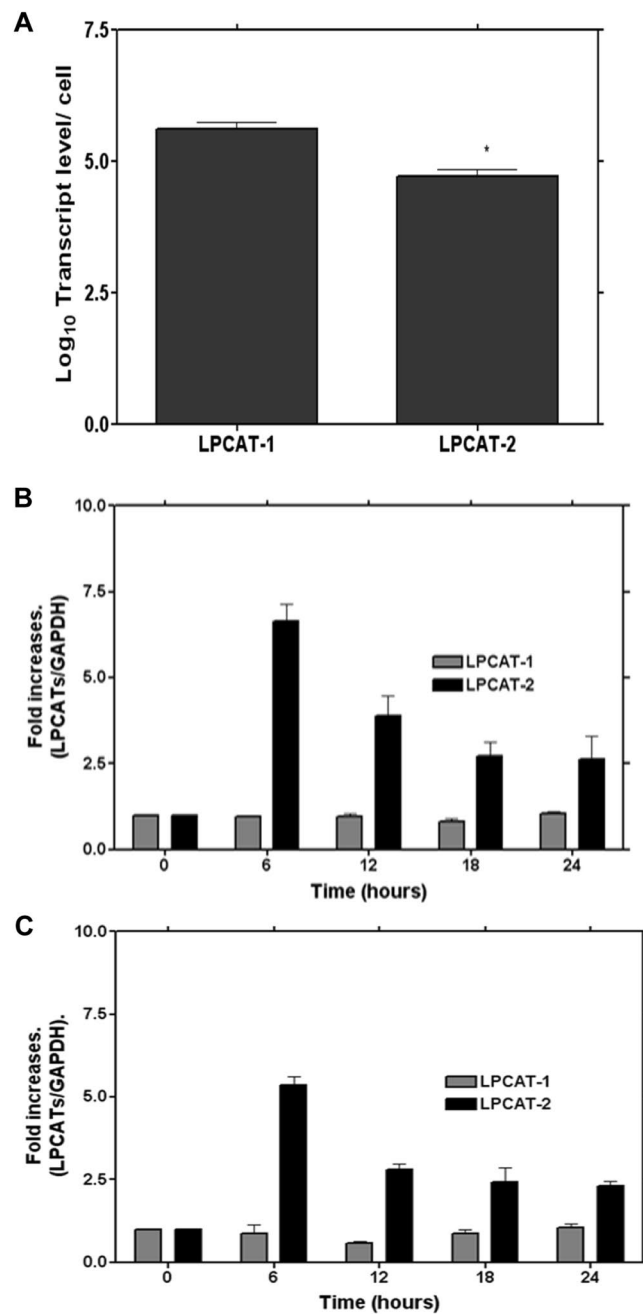 A
Log10 Transcript level/ cell
7.5
5.0
2.5
0.0
*
LPCAT-1 LPCAT-2
B
Fold increases.
(LPCATs/GAPDH)
10.0
7.5
5.0
2.5
0.0
LPCAT-1
LPCAT-2
0 6 12 18 24
Time (hours)
C
Fold increases.
(LPCATs/GAPDH).
10.0
7.5
5.0
2.5
0.0
LPCAT-1
LPCAT-2
0 6 12 18 24
Time (hours)